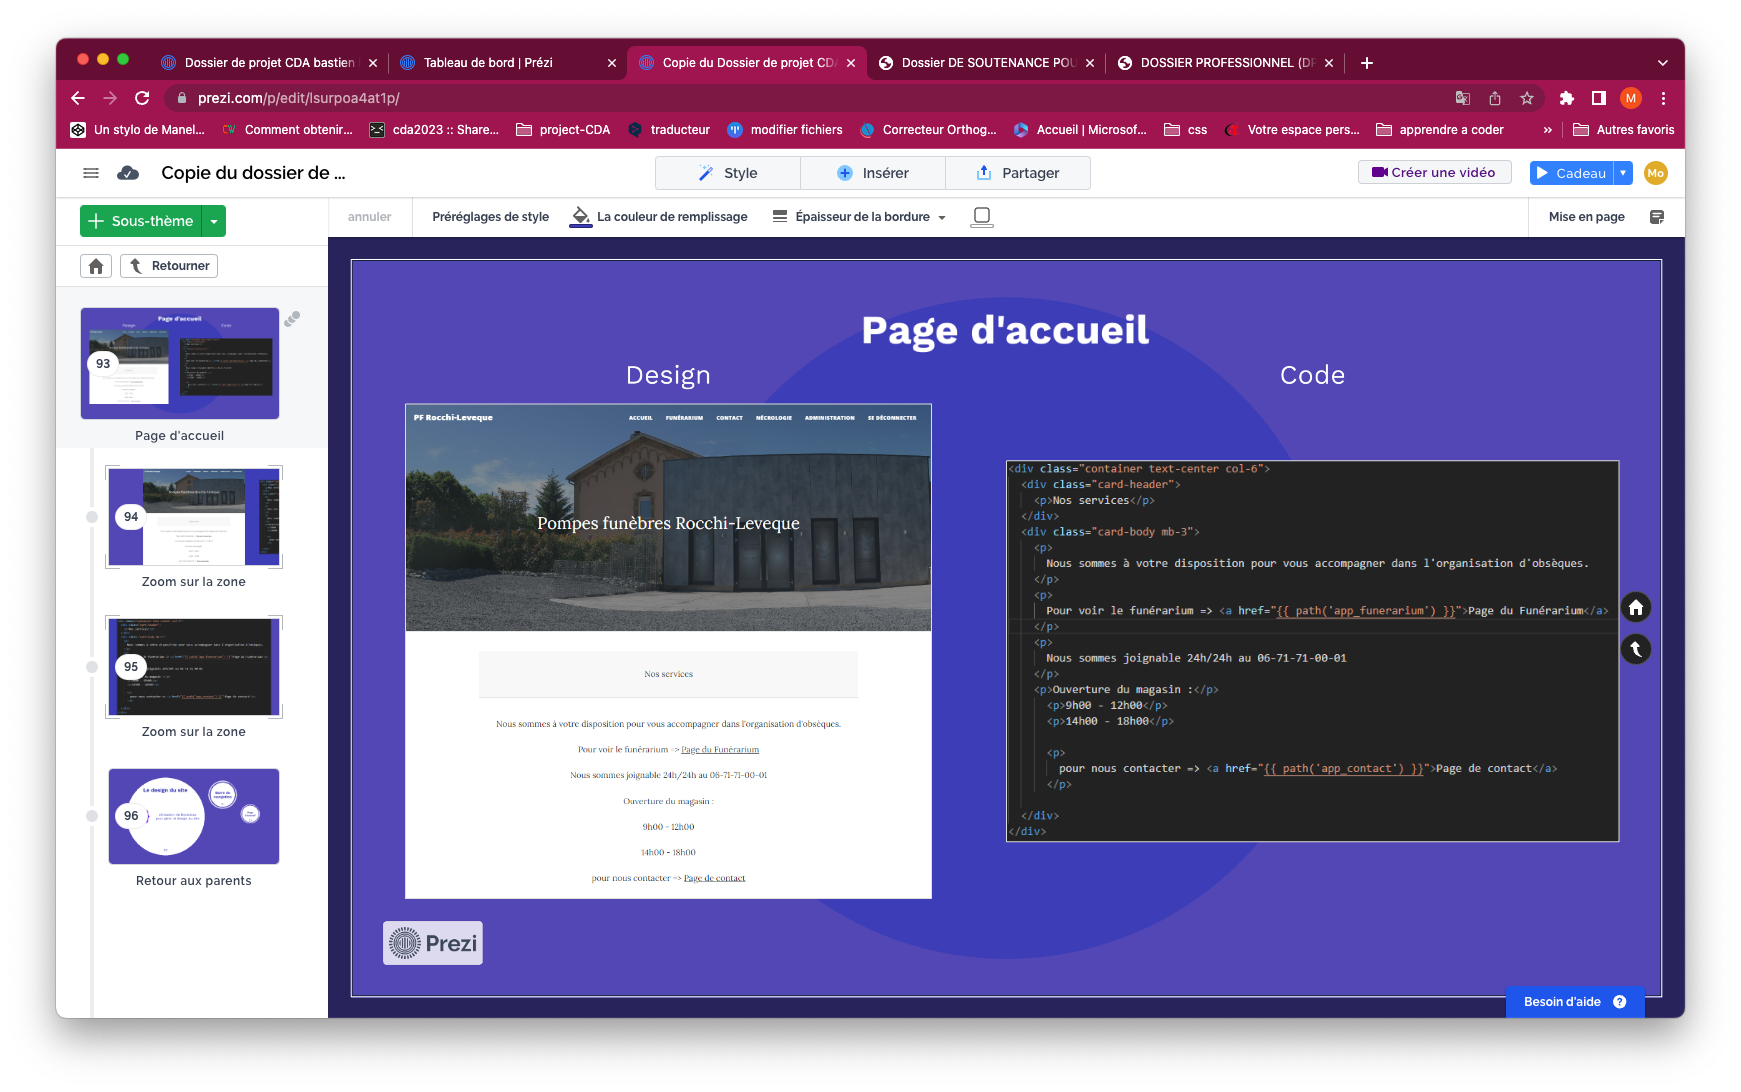 Dossier de projet CDA bastien
Tableau de bord | Prézi
Copie du Dossier de projet CDA
Dossier DE SOUTENANCE POU
DOSSIER PROFESSIONNEL (DP
prezi.com/p/edit/lsurpoa4at1p/
M
Un stylo de Manel...
Comment obtenir...
cda2023 :: Share...
project-CDA
traducteur
modifier fichiers
Correcteur Orthog...
Accueil | Microsof...
css
Votre espace pers...
apprendre a coder
»
Autres favoris
Copie du dossier de ...
Style
Insérer
Partager
Créer une vidéo
Cadeau
Mo
Sous-thème
annuler
Préréglages de style
La couleur de remplissage
Épaisseur de la bordure
Mise en page
Retourner
93
Page d'accueil
Design
Code
Page d'accueil
94
Zoom sur la zone
95
Zoom sur la zone
96
Le design du site
Retour aux parents
Page d'accueil
Design
Code
PF Rocchi-Leveque
ACCUEIL FUNÉRARIUM CONTACT NÉCROLOGIE ADMINISTRATION SE DÉCONNECTER
Pompes funèbres Rocchi-Leveque
Nos services
Nous sommes à votre disposition pour vous accompagner dans l'organisation d'obsèques.
Pour voir le funérarium => Page du Funérarium
Nous sommes joignable 24h/24h au 06-71-71-00-01
Ouverture du magasin :
9h00 - 12h00
14h00 - 18h00
pour nous contacter => Page de contact
<div class="container text-center col-6">
<div class="card-header">
<p>Nos services</p>
</div>
<div class="card-body mb-3">
<p>
Nous sommes à votre disposition pour vous accompagner dans l'organisation d'obsèques.
</p>
<p>
Pour voir le funérarium => <a href="{{ path('app_funerarium') }}">Page du Funérarium</a>
</p>
<p>
Nous sommes joignable 24h/24h au 06-71-71-00-01
</p>
<p>Ouverture du magasin :</p>
<p>9h00 - 12h00</p>
<p>14h00 - 18h00</p>
<p>
pour nous contacter => <a href="{{ path('app_contact') }}">Page de contact</a>
</p>
</div>
</div>
Prezi
Besoin d'aide ?